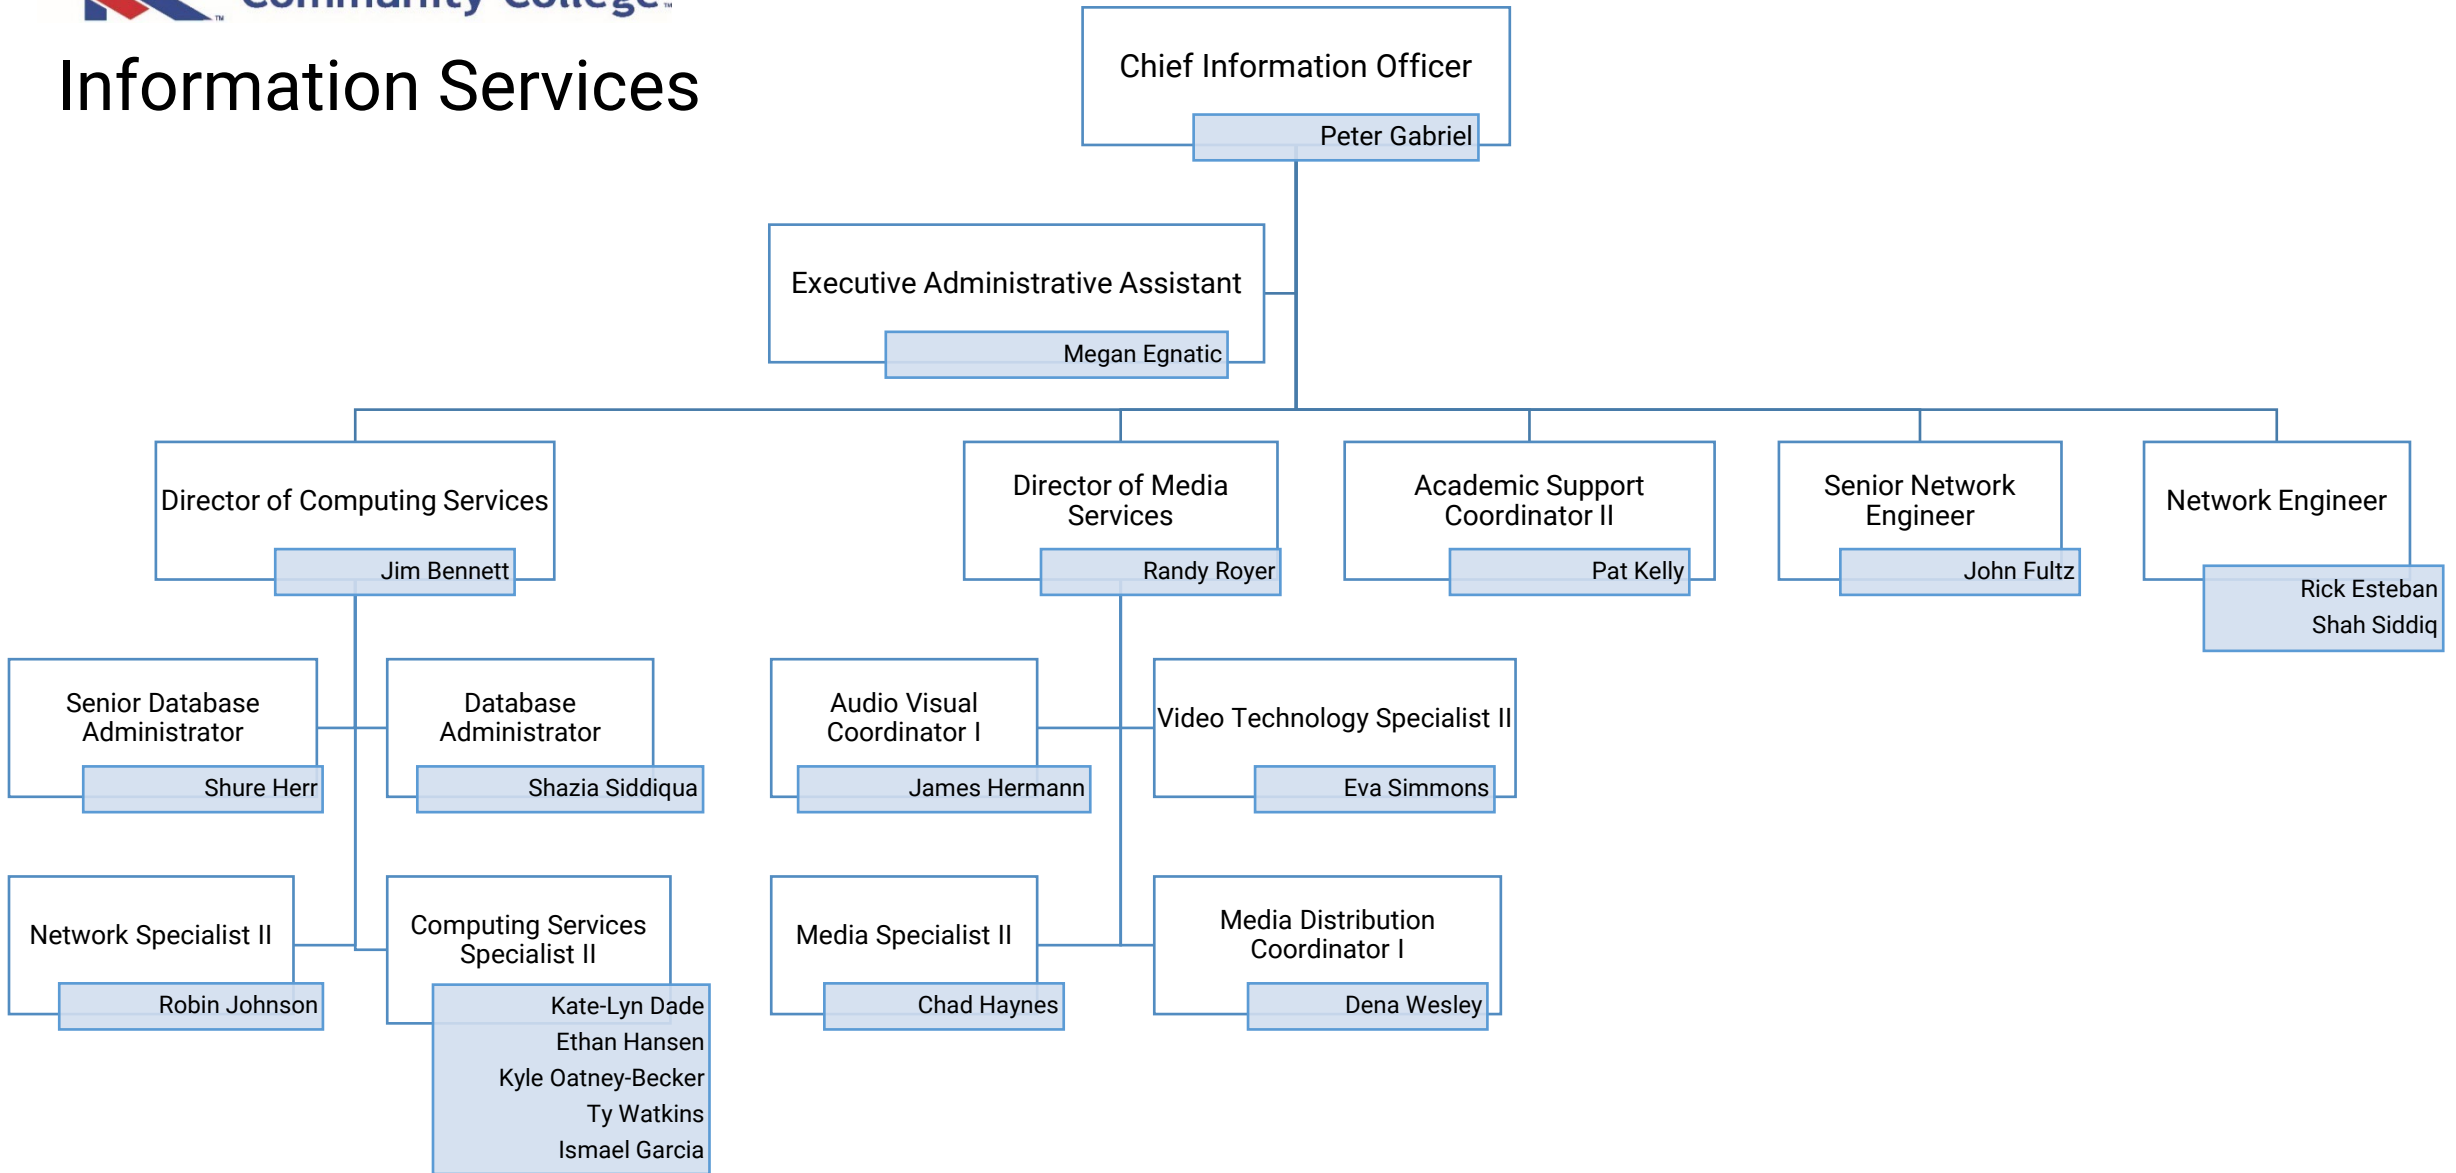 Community College
TM
TM
Information Services
Chief Information Officer
Peter Gabriel
Executive Administrative Assistant
Megan Egnatic
Director of Computing Services
Jim Bennett
Director of Media
Services
Randy Royer
Academic Support
Coordinator II
Pat Kelly
Senior Network
Engineer
John Fultz
Network Engineer
Rick Esteban
Shah Siddiq
Senior Database
Administrator
Shure Herr
Database
Administrator
Shazia Siddiqua
Audio Visual
Coordinator I
James Hermann
Video Technology Specialist II
Eva Simmons
Network Specialist II
Robin Johnson
Computing Services
Specialist II
Kate-Lyn Dade
Ethan Hansen
Kyle Oatney-Becker
Ty Watkins
Ismael Garcia
Media Specialist II
Chad Haynes
Media Distribution
Coordinator I
Dena Wesley